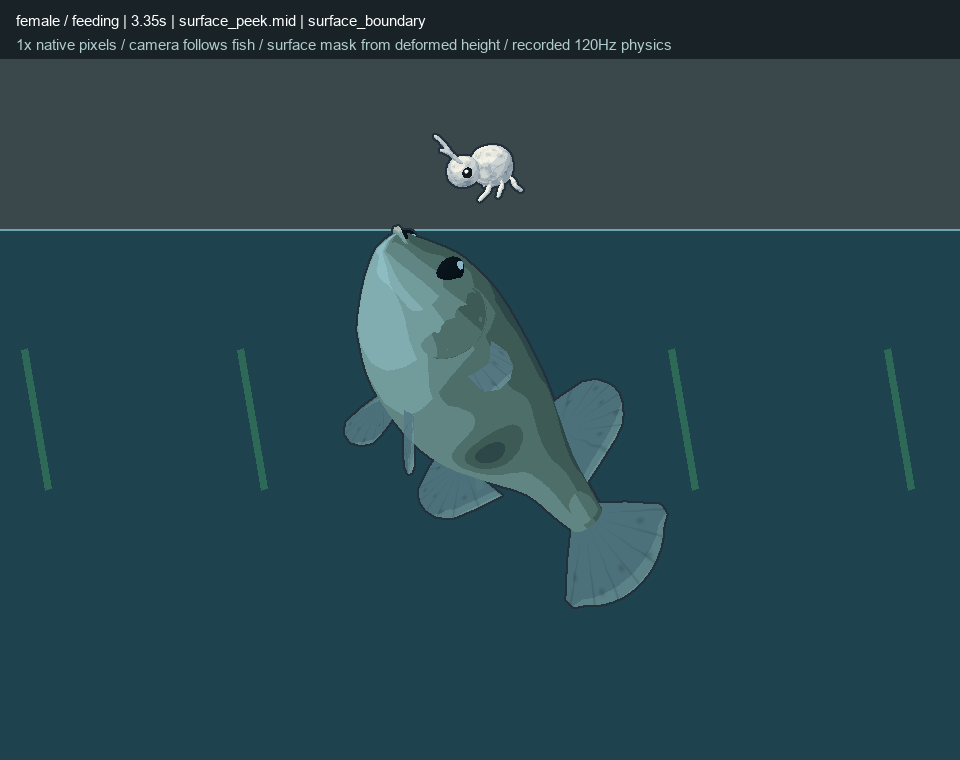 female / feeding | 3.35s | surface_peek.mid | surface_boundary
1x native pixels / camera follows fish / surface mask from deformed height / recorded 120Hz physics